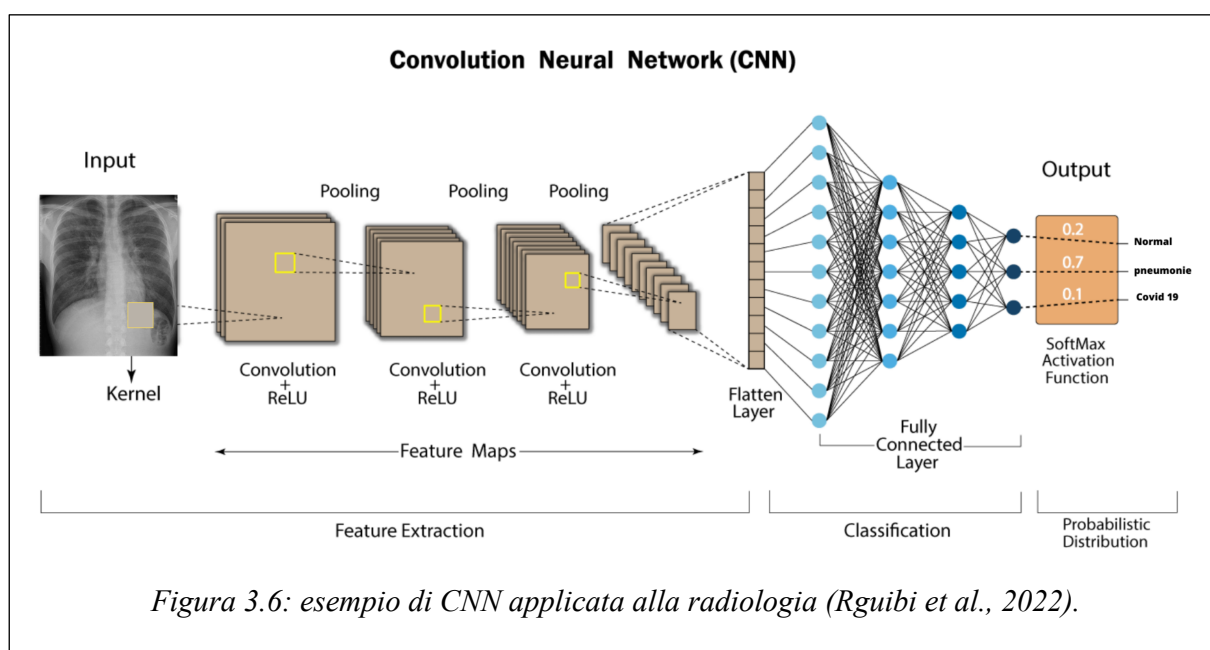 Convolution Neural Network (CNN)
Input
Kernel
Pooling
Pooling
Pooling
Convolution
+
ReLU
Convolution
+
ReLU
Convolution
+
ReLU
Feature Maps
Flatten
Layer
Fully
Connected
Layer
Output
0.2
Normal
0.7
pneumonie
0.1
Covid 19
SoftMax
Activation
Function
Feature Extraction
Classification
Probabilistic
Distribution
Figura 3.6: esempio di CNN applicata alla radiologia (Rguibi et al., 2022).